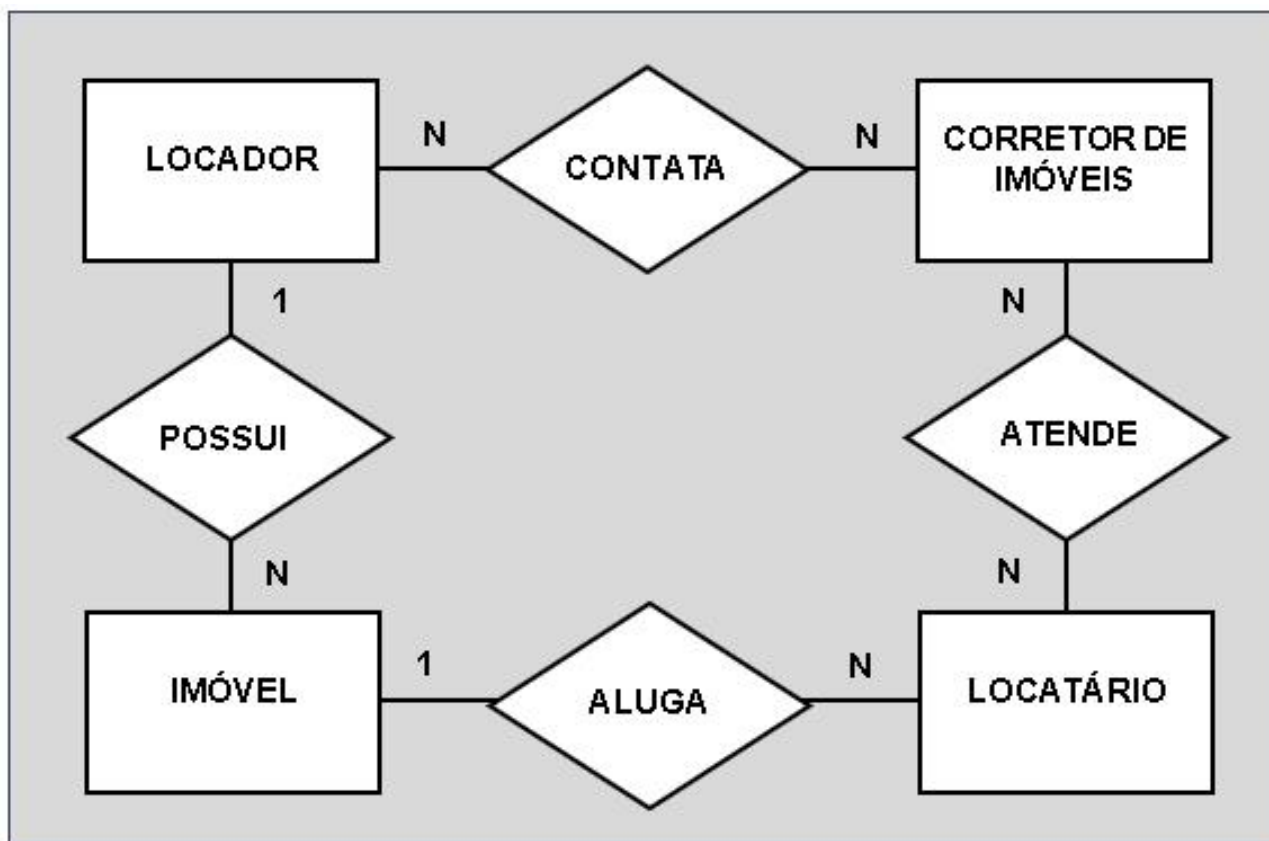 LOCADOR
N
CONTATA
N
CORRETOR DE
IMÓVEIS
1
N
POSSUI
ATENDE
N
N
IMÓVEL
1
ALUGA
N
LOCATÁRIO